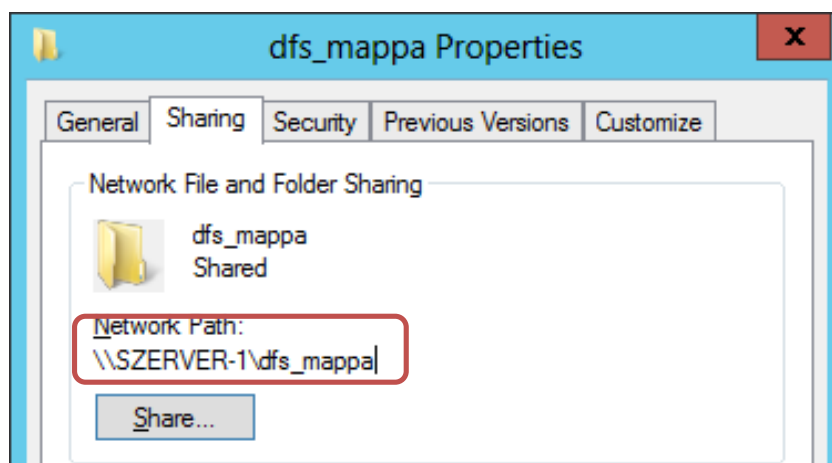 dfs_mappa Properties
x
General Sharing Security Previous Versions Customize
Network File and Folder Sharing
dfs_mappa
Shared
Network Path:
\\SZERVER-1\dfs_mappa
Share...